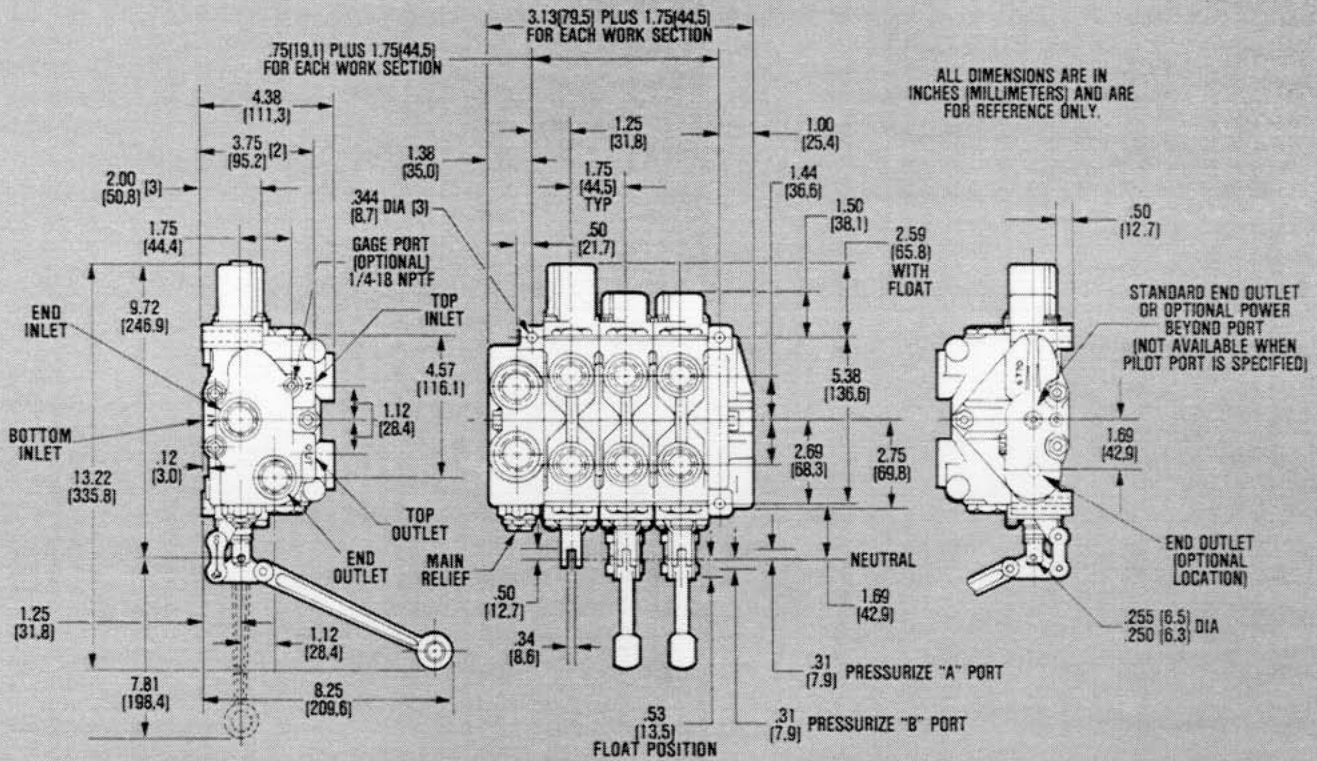 3.13(79.5) PLUS 1.75(44.5)
FOR EACH WORK SECTION
.75(19.1) PLUS 1.75(44.5)
FOR EACH WORK SECTION
ALL DIMENSIONS ARE IN
INCHES (MILLIMETERS) AND ARE
FOR REFERENCE ONLY.
4.38
(111.3)
3.75
(95.2) (2)
2.00
(50.8) (3)
1.75
(44.4)
GAGE PORT
(OPTIONAL)
1/4-18 NPTF
TOP
INLET
END
INLET
9.72
(246.9)
4.57
(116.1)
1.12
(28.4)
BOTTOM
INLET
.12
(3.0)
13.22
(335.8)
IN
IN
OUT
TOP
OUTLET
END
OUTLET
1.25
(31.8)
1.12
(28.4)
7.81
(198.4)
8.25
(209.6)
1.38
(35.0)
1.25
(31.8)
1.00
(25.4)
.344
(8.7) DIA (3)
1.75
(44.5)
TYP
.50
(21.7)
1.44
(36.6)
1.50
(38.1)
2.59
(65.8)
WITH
FLOAT
5.38
(136.6)
2.69
(68.3)
2.75
(69.8)
MAIN
RELIEF
NEUTRAL
.50
(12.7)
.34
(8.6)
1.69
(42.9)
.31
(7.9) PRESSURIZE "A" PORT
.31
(7.9) PRESSURIZE "B" PORT
.53
(13.5)
FLOAT POSITION
.50
(12.7)
STANDARD END OUTLET
OR OPTIONAL POWER
BEYOND PORT
(NOT AVAILABLE WHEN
PILOT PORT IS SPECIFIED)
1.69
(42.9)
END OUTLET
(OPTIONAL
LOCATION)
.255 (6.5)
.250 (6.3) DIA